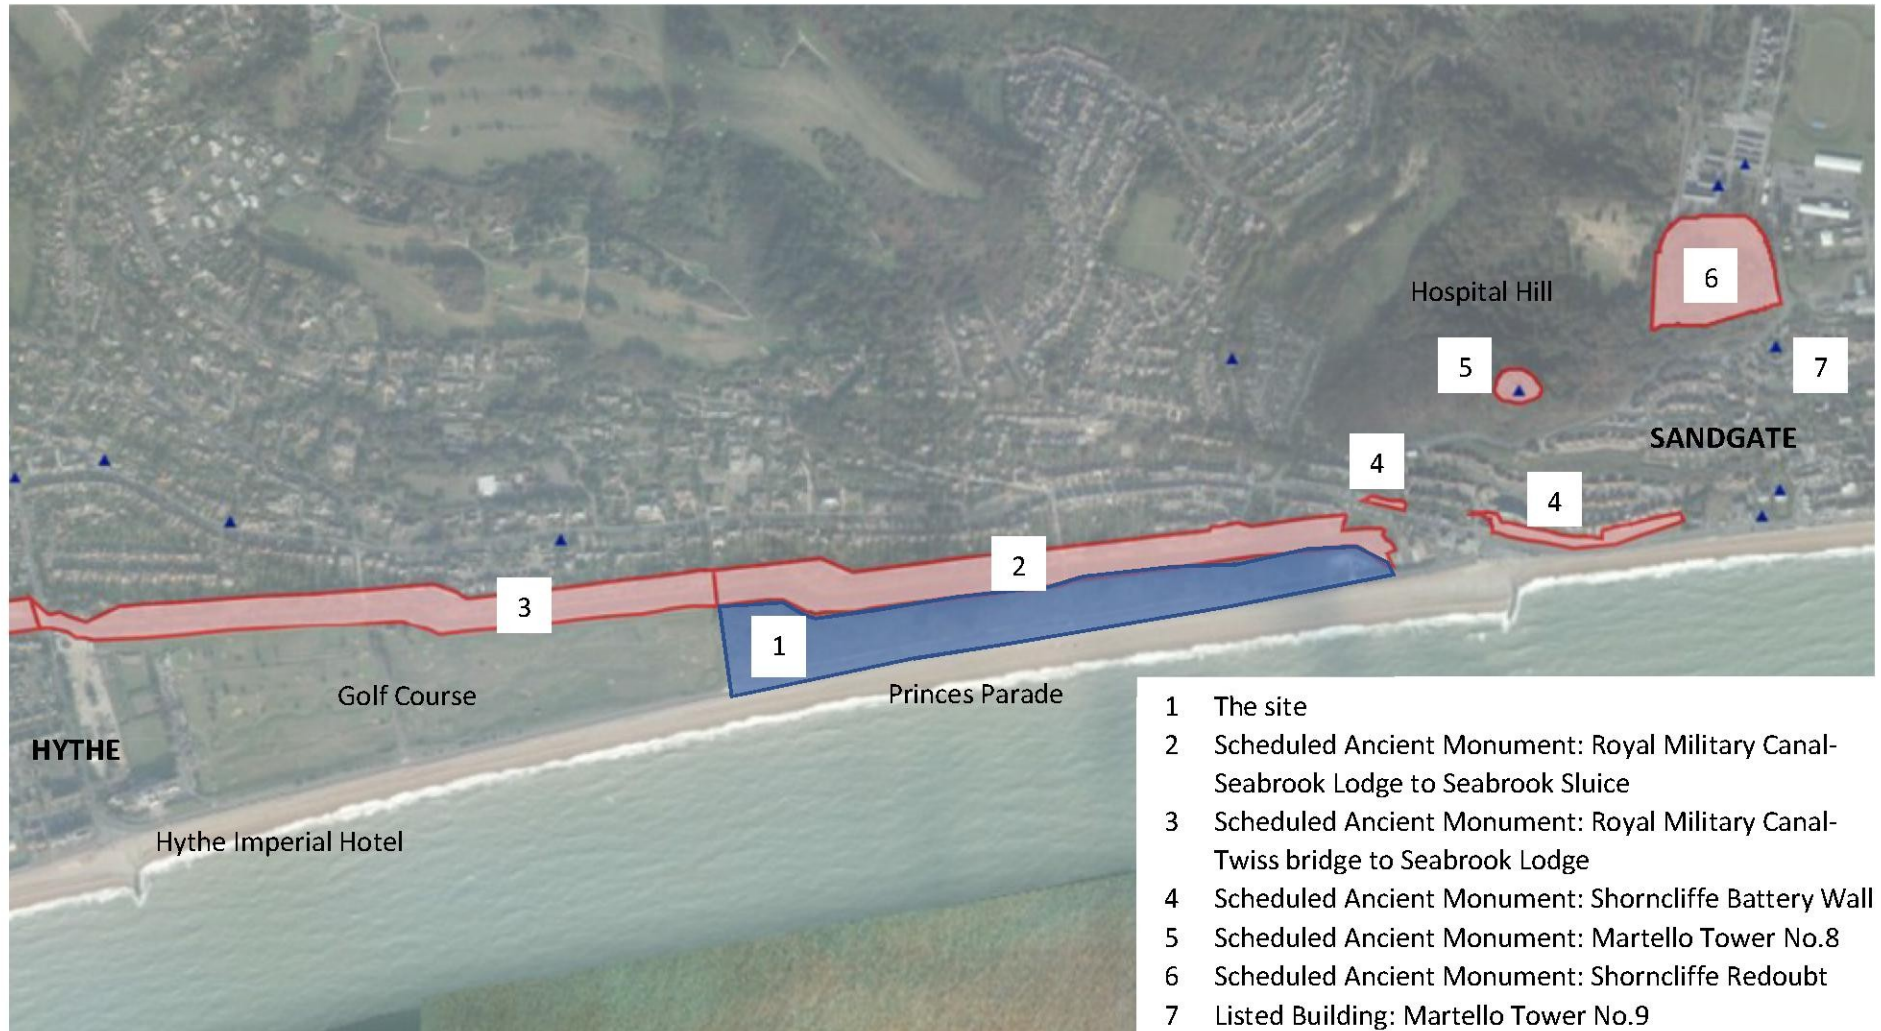 6
Hospital Hill
5
7
SANDGATE
4
4
2
3
1
Golf Course
Princes Parade
HYTHE
Hythe Imperial Hotel
1 The site
2 Scheduled Ancient Monument: Royal Military Canal-
Seabrook Lodge to Seabrook Sluice
3 Scheduled Ancient Monument: Royal Military Canal-
Twiss bridge to Seabrook Lodge
4 Scheduled Ancient Monument: Shorncliffe Battery Wall
5 Scheduled Ancient Monument: Martello Tower No.8
6 Scheduled Ancient Monument: Shorncliffe Redoubt
7 Listed Building: Martello Tower No.9